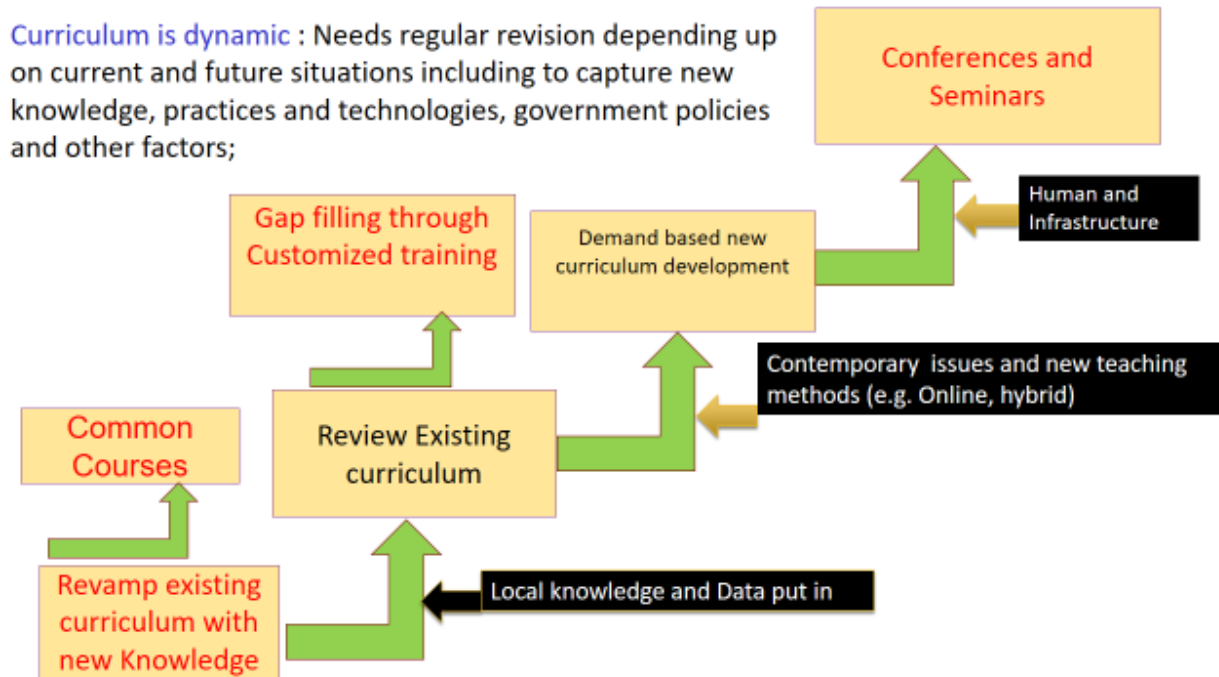 Curriculum is dynamic : Needs regular revision depending up
on current and future situations including to capture new
knowledge, practices and technologies, government policies
and other factors;
Conferences and
Seminars
Human and
Infrastructure
Gap filling through
Customized training
Demand based new
curriculum development
Contemporary issues and new teaching
methods (e.g. Online, hybrid)
Common
Courses
Review Existing
curriculum
Local knowledge and Data put in
Revamp existing
curriculum with
new Knowledge